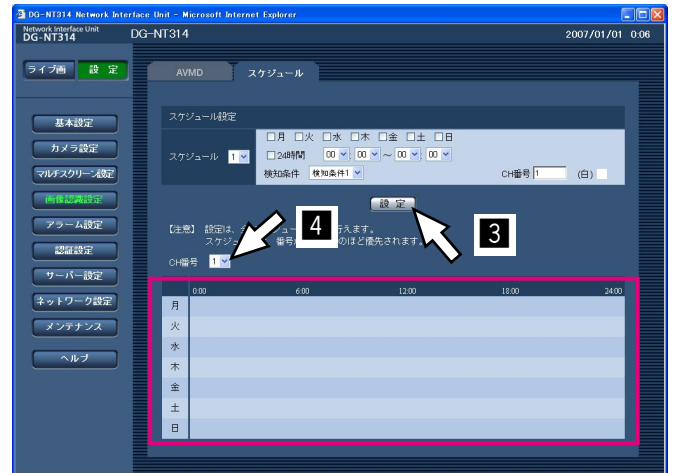 DG-NT314 Network Interface Unit - Microsoft Internet Explorer
Network Interface Unit
DG-NT314
DG-NT314
2007/01/01 0:06
ライブ画 設 定
AVMD スケジュール
基本設定
カメラ設定
マルチスクリーン設定
画像認識設定
アラーム設定
認証設定
サーバー設定
ネットワーク設定
メンテナンス
ヘルプ
スケジュール設定
スケジュール 1
月 火 水 木 金 土 日
24時間 00 : 00 ～ 00 : 00
検知条件 検知条件1 CH番号 1 (白)
設 定
3
4
【注意】 設定は、
行えます。
スケジュ
番号
のほど優先されます。
CH番号 1
0:00 6:00 12:00 18:00 24:00
月
火
水
木
金
土
日